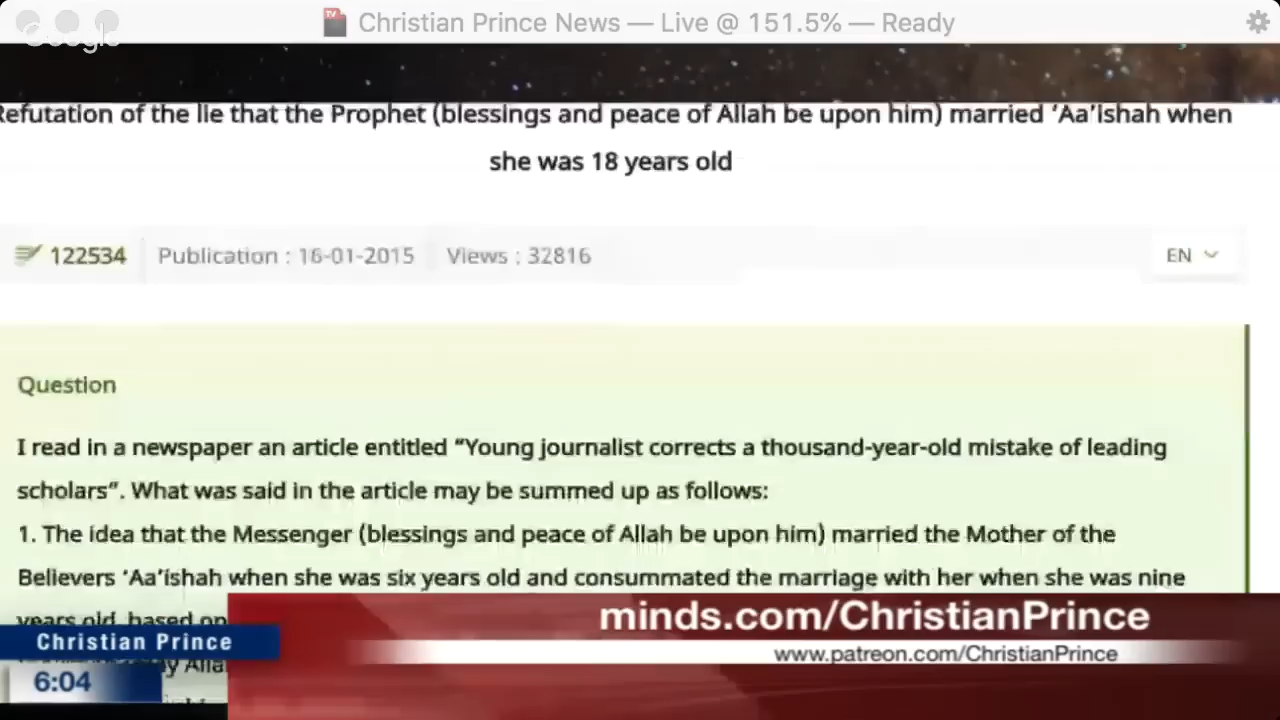 Christian Prince News — Live @ 151.5% — Ready
Google
Refutation of the lie that the Prophet (blessings and peace of Allah be upon him) married ‘Aa’ishah when
she was 18 years old
122534 Publication : 16-01-2015 Views : 32816 EN
Question
I read in a newspaper an article entitled “Young journalist corrects a thousand-year-old mistake of leading
scholars”. What was said in the article may be summed up as follows:
1. The idea that the Messenger (blessings and peace of Allah be upon him) married the Mother of the
Believers ‘Aa’ishah when she was six years old and consummated the marriage with her when she was nine
years old, based on
minds.com/ChristianPrince
Christian Prince
www.patreon.com/ChristianPrince
6:04